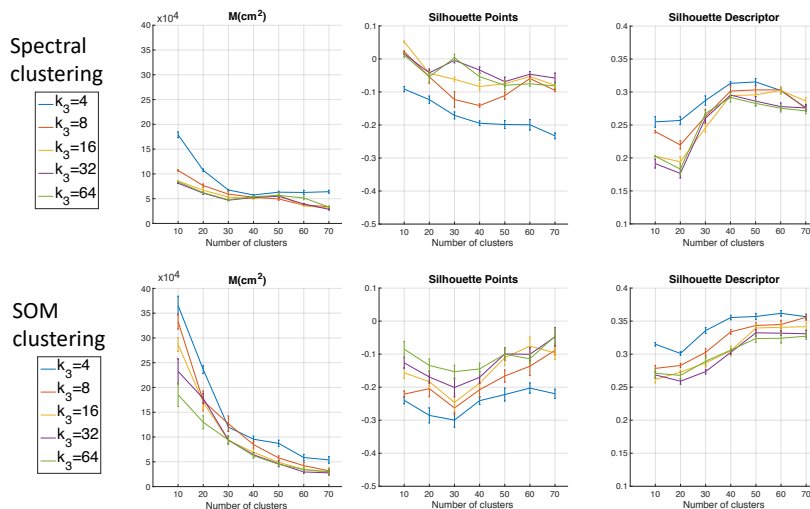 Spectral
clustering
k3=4
k3=8
k3=16
k3=32
k3=64
M(cm2)
x10^4
40
35
30
25
20
15
10
5
0
10 20 30 40 50 60 70
Number of clusters
Silhouette Points
0.1
0
-0.1
-0.2
-0.3
-0.4
-0.5
10 20 30 40 50 60 70
Number of clusters
Silhouette Descriptor
0.4
0.35
0.3
0.25
0.2
0.15
0.1
10 20 30 40 50 60 70
Number of clusters
SOM
clustering
k3=4
k3=8
k3=16
k3=32
k3=64
M(cm2)
x10^4
40
35
30
25
20
15
10
5
0
10 20 30 40 50 60 70
Number of clusters
Silhouette Points
0.1
0
-0.1
-0.2
-0.3
-0.4
-0.5
10 20 30 40 50 60 70
Number of clusters
Silhouette Descriptor
0.4
0.35
0.3
0.25
0.2
0.15
0.1
10 20 30 40 50 60 70
Number of clusters